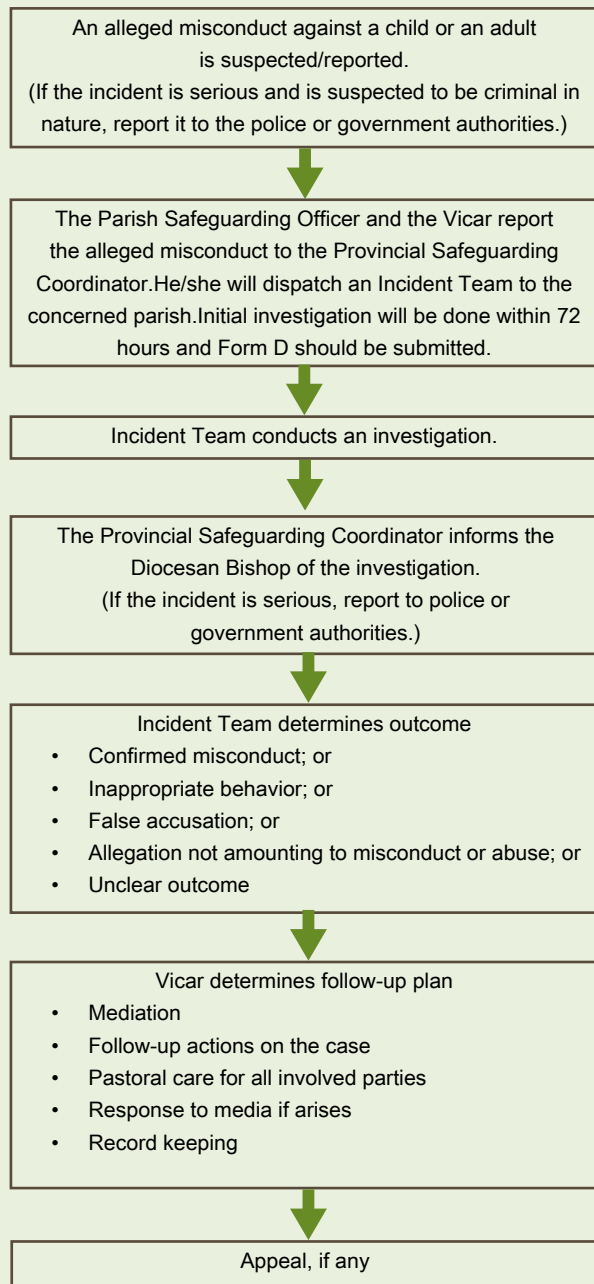 An alleged misconduct against a child or an adult
is suspected/reported.
(If the incident is serious and is suspected to be criminal in
nature, report it to the police or government authorities.)
The Parish Safeguarding Officer and the Vicar report
the alleged misconduct to the Provincial Safeguarding
Coordinator.He/she will dispatch an Incident Team to the
concerned parish.Initial investigation will be done within 72
hours and Form D should be submitted.
Incident Team conducts an investigation.
The Provincial Safeguarding Coordinator informs the
Diocesan Bishop of the investigation.
(If the incident is serious, report to police or
government authorities.)
Incident Team determines outcome
• Confirmed misconduct; or
• Inappropriate behavior; or
• False accusation; or
• Allegation not amounting to misconduct or abuse; or
• Unclear outcome
Vicar determines follow-up plan
• Mediation
• Follow-up actions on the case
• Pastoral care for all involved parties
• Response to media if arises
• Record keeping
Appeal, if any